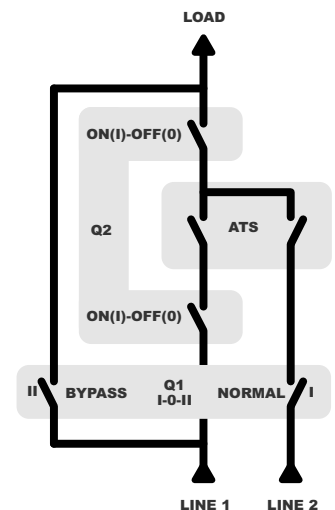 LOAD
ON(I)-OFF(0)
Q2
ATS
ON(I)-OFF(0)
II BYPASS Q1 NORMAL I
I-0-II
LINE 1 LINE 2